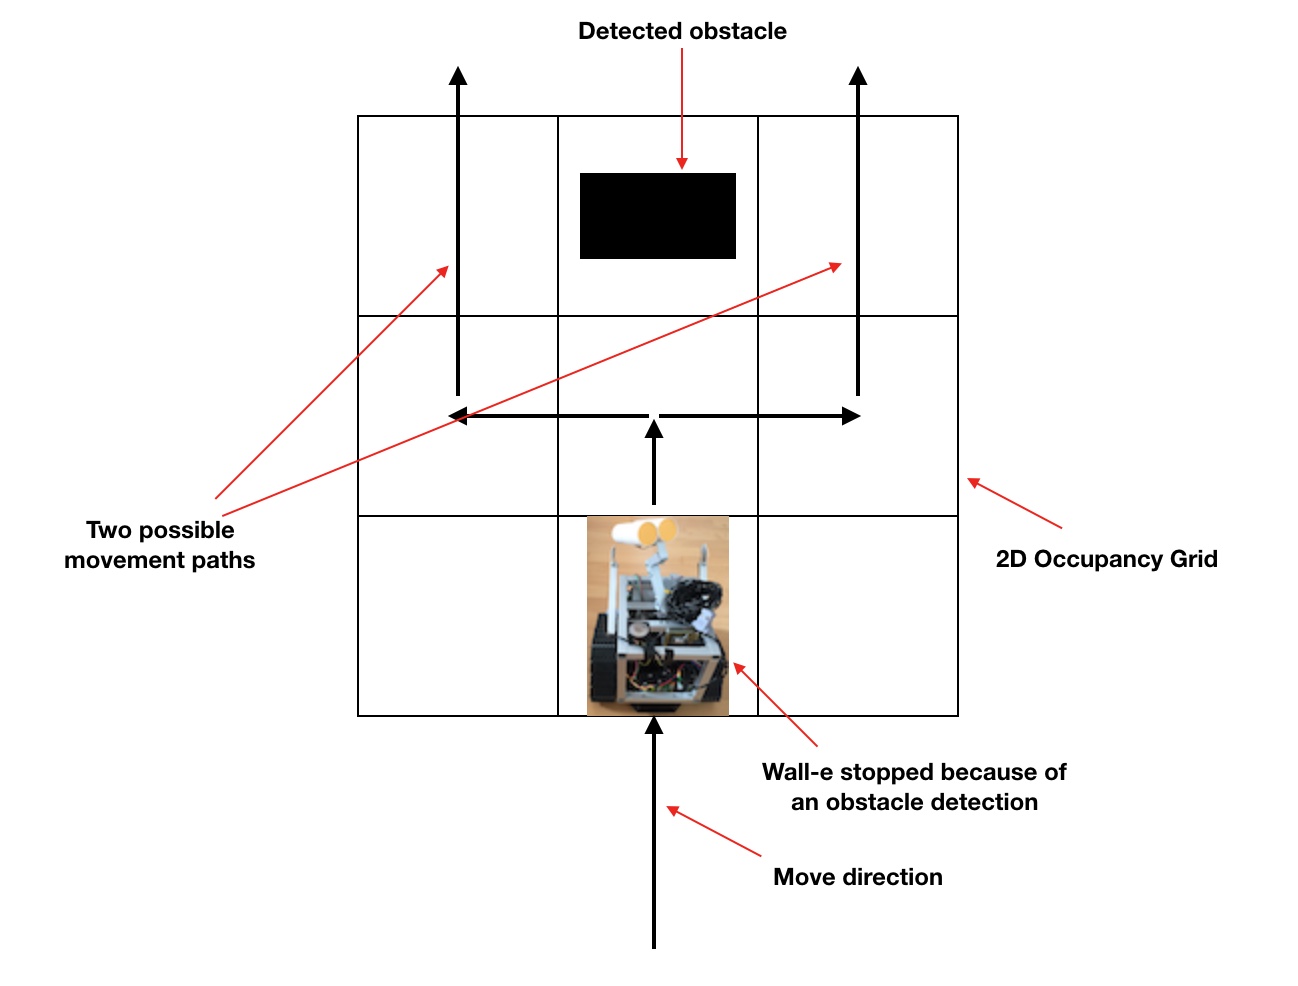 Detected obstacle
Two possible
movement paths
2D Occupancy Grid
Wall-e stopped because of
an obstacle detection
Move direction